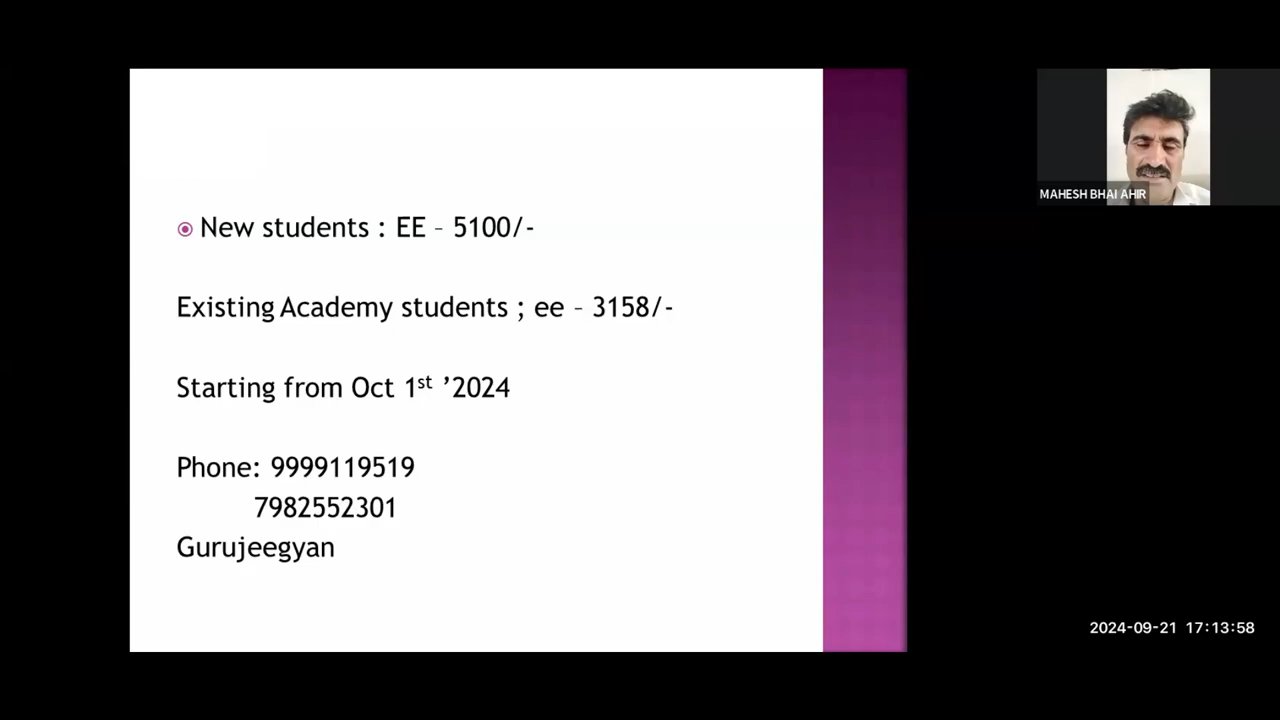 New students : EE – 5100/-
Existing Academy students ; ee – 3158/-
Starting from Oct 1st ’2024
Phone: 9999119519
7982552301
Gurujeegyan
MAHESH BHAI AHIR
2024-09-21 17:13:58